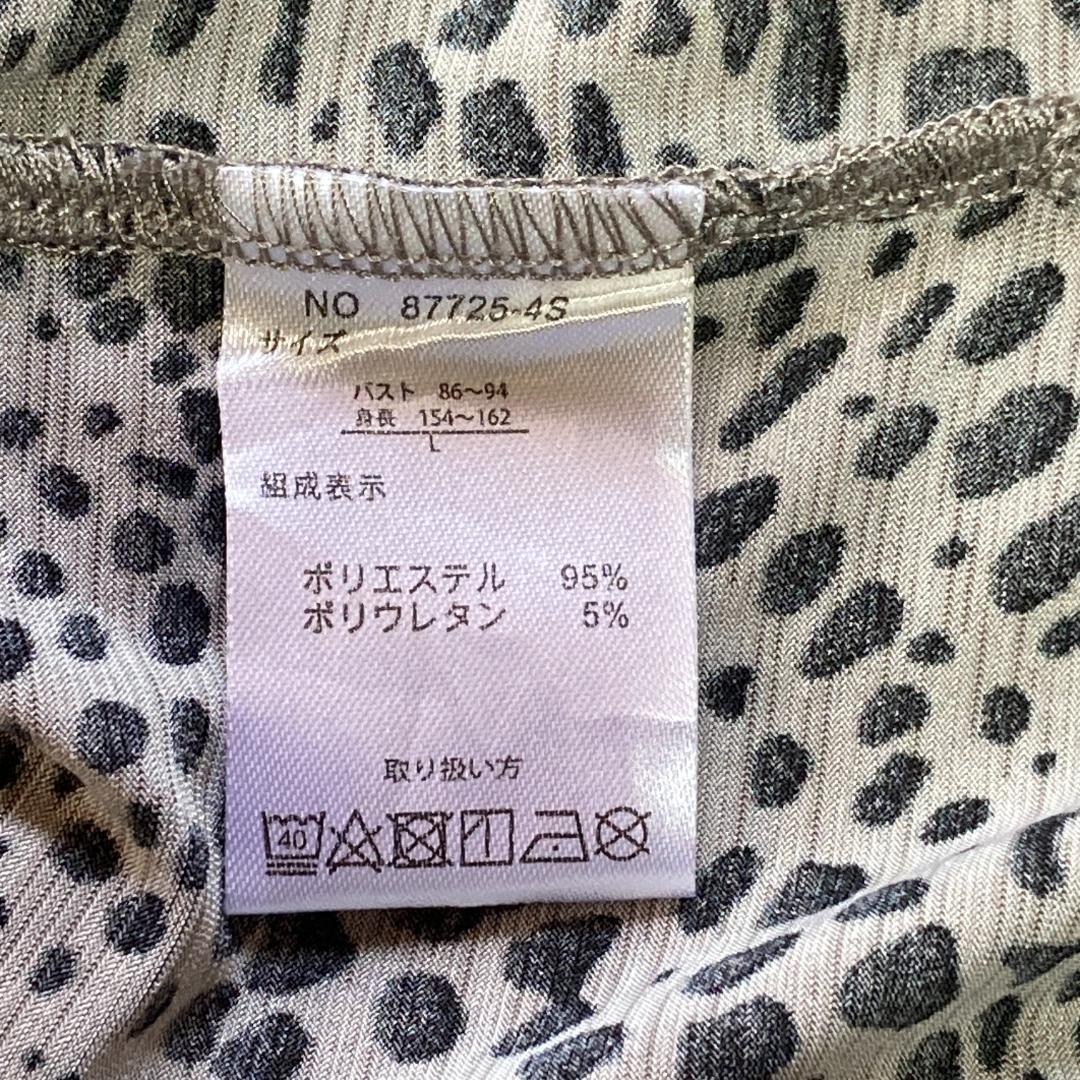 NO 87725-4S
サイズ
バスト 86〜94
身長 154〜162
L
組成表示
ポリエステル 95%
ポリウレタン 5%
取り扱い方
40